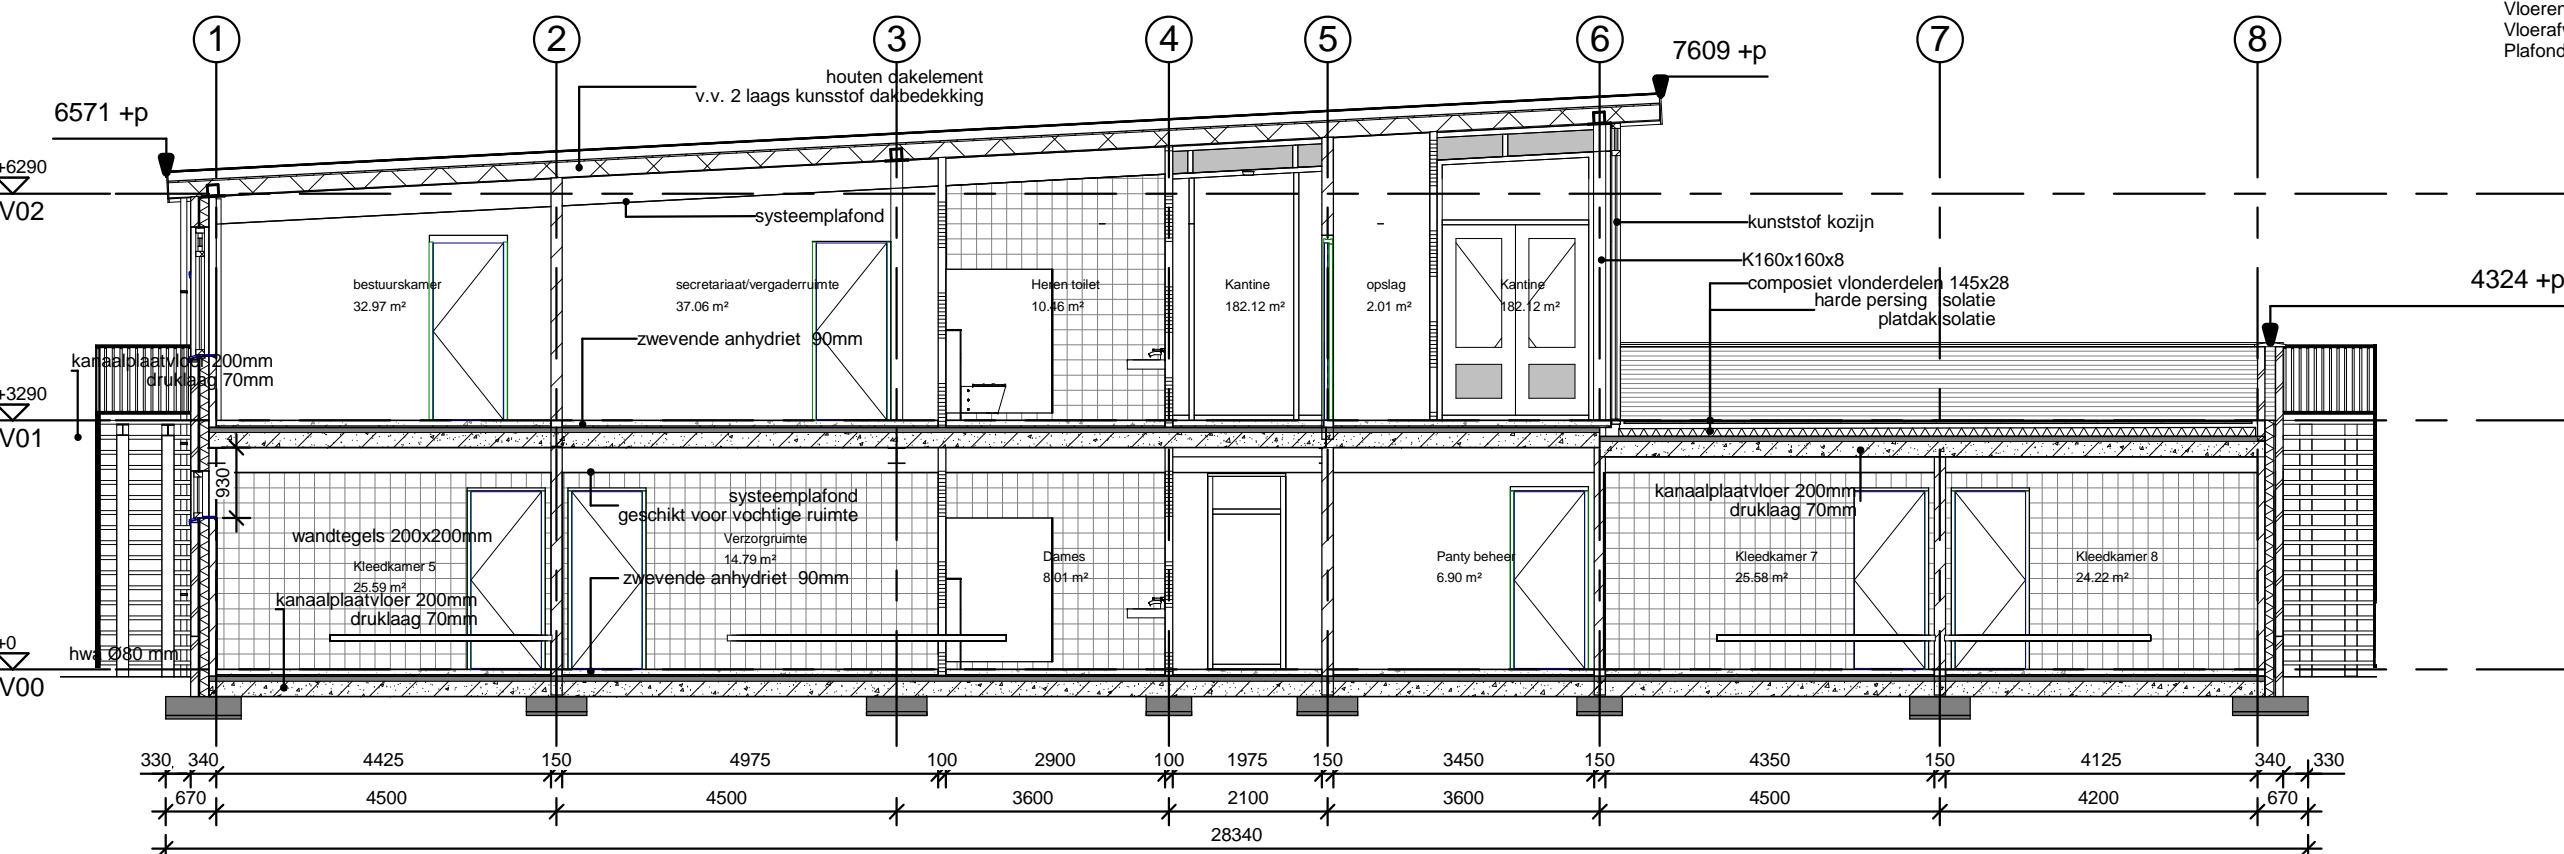 1 2 3 4 5 6 7 8
Vloeren
Vloeraf
Plafond
7609 +p
houten dakelement
v.v. 2 laags kunsstof dakbedekking
6571 +p
+6290
V02
systeemplafond
kunststof kozijn
K160x160x8
composiet vlonderdelen 145x28
harde persing isolatie
platdakisolatie
4324 +p
bestuurskamer
32.97 m²
secretariaat/vergaderruimte
37.06 m²
Heren toilet
10.46 m²
Kantine
182.12 m²
opslag
2.01 m²
Kantine
182.12 m²
zwevende anhydriet 90mm
kanaalplaatvloer 200mm
druklaag 70mm
+3290
V01
930
systeemplafond
geschikt voor vochtige ruimte
kanaalplaatvloer 200mm
druklaag 70mm
wandtegels 200x200mm
Verzorgruimte
14.79 m²
Kleedkamer 5
25.59 m²
Dames
8.01 m²
Panty beheer
6.90 m²
Kleedkamer 7
25.58 m²
Kleedkamer 8
24.22 m²
zwevende anhydriet 90mm
kanaalplaatvloer 200mm
druklaag 70mm
+0
V00
hwa Ø80 mm
330 340 4425 150 4975 100 2900 100 1975 150 3450 150 4350 150 4125 340 330
670 4500 4500 3600 2100 3600 4500 4200 670
28340